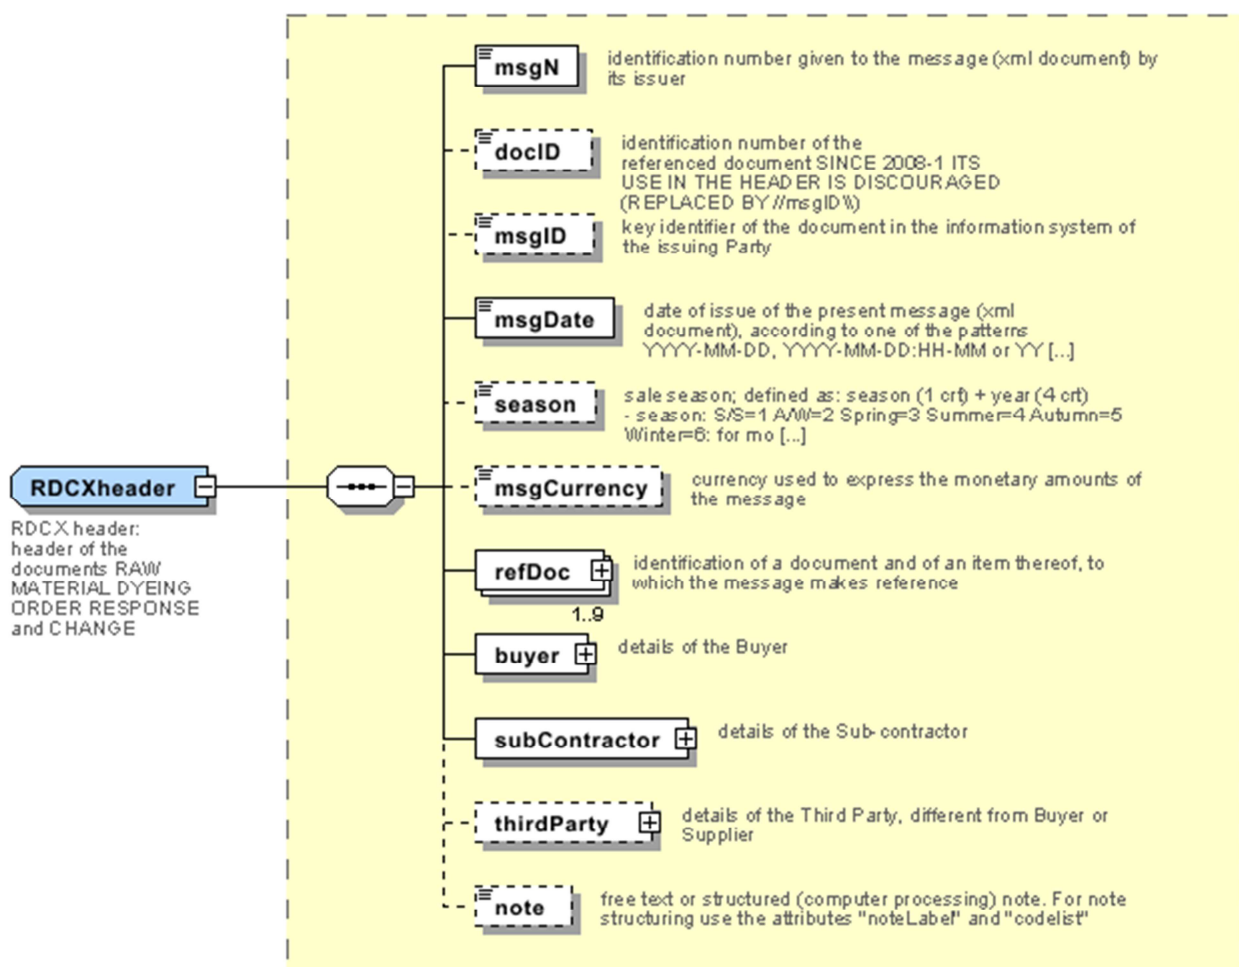 msgN
identification number given to the message (xml document) by
its issuer
docID
identification number of the
referenced document SINCE 2008-1 ITS
USE IN THE HEADER IS DISCOURAGED
(REPLACED BY //msgID\\)
msgID
key identifier of the document in the information system of
the issuing Party
msgDate
date of issue of the present message (xml
document), according to one of the patterns
YYYY-MM-DD, YYYY-MM-DD:HH-MM or YY [...]
season
sale season; defined as: season (1 crt) + year (4 crt)
- season: S/S=1 A/W=2 Spring=3 Summer=4 Autumn=5
Winter=6: for mo [...]
RDCXheader
RDCX header:
header of the
documents RAW
MATERIAL DYEING
ORDER RESPONSE
and CHANGE
msgCurrency
currency used to express the monetary amounts of
the message
refDoc
1..9
identification of a document and of an item thereof, to
which the message makes reference
buyer
details of the Buyer
subContractor
details of the Sub-contractor
thirdParty
details of the Third Party, different from Buyer or
Supplier
note
free text or structured (computer processing) note. For note
structuring use the attributes "noteLabel" and "codelist"